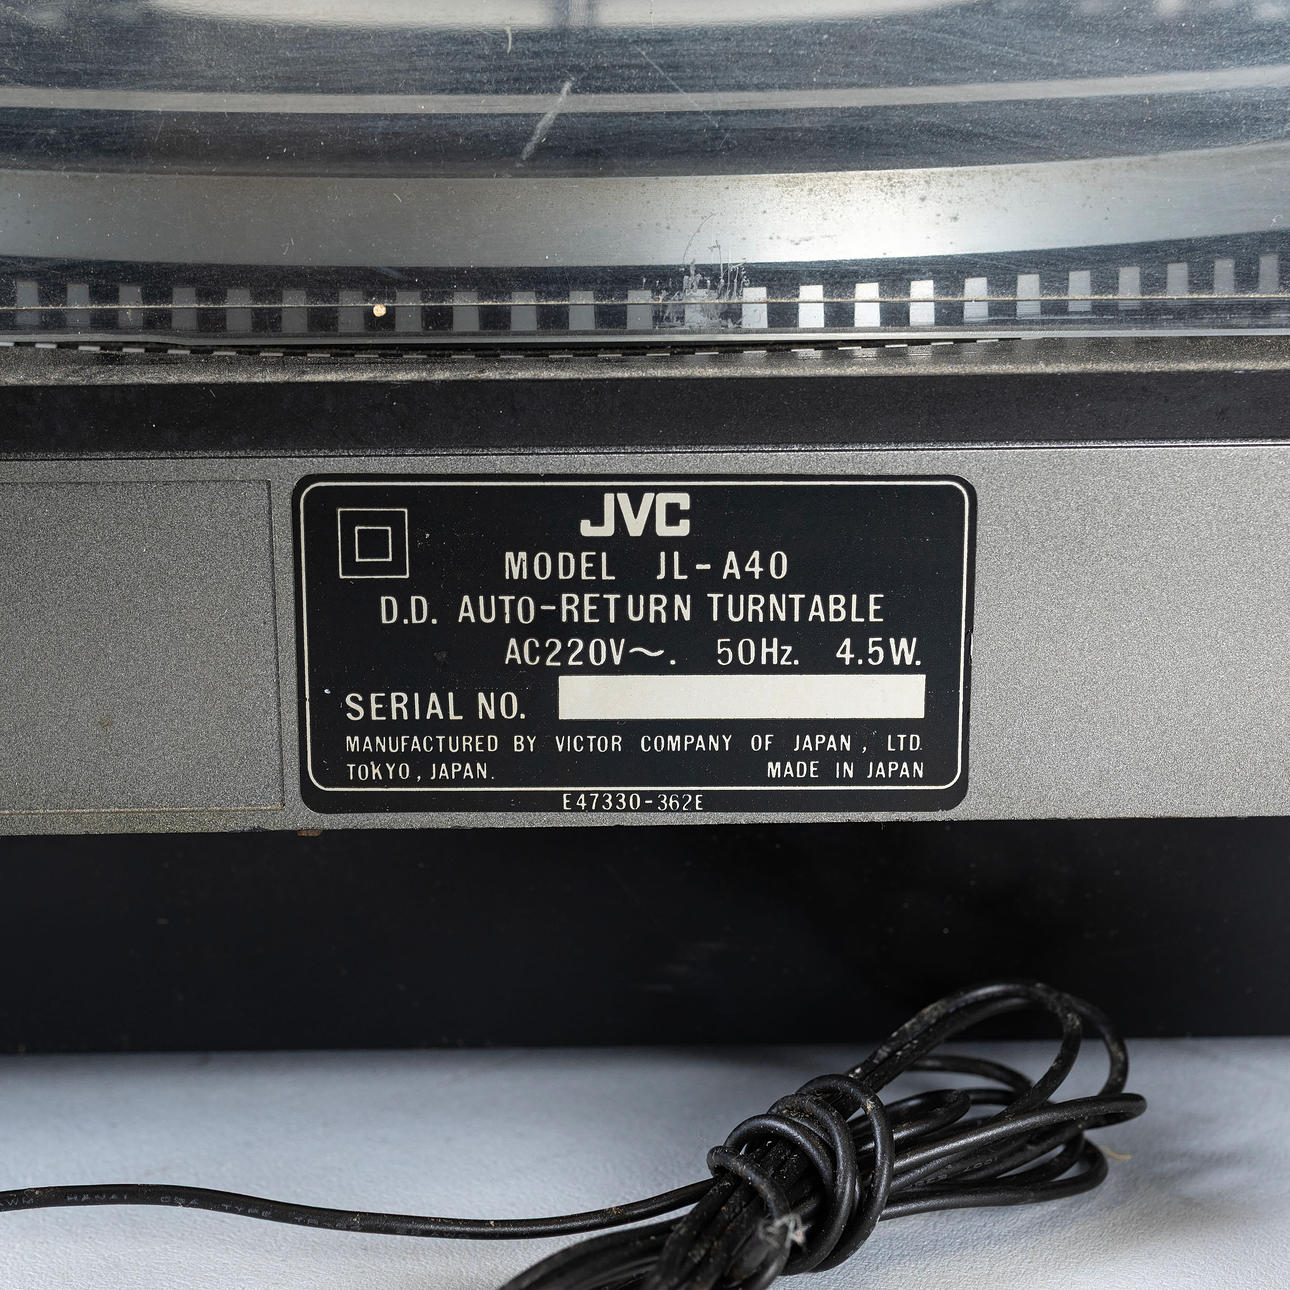 JVC
MODEL JL-A40
D.D. AUTO-RETURN TURNTABLE
AC220V～. 50Hz. 4.5W.
SERIAL NO.
MANUFACTURED BY VICTOR COMPANY OF JAPAN, LTD.
TOKYO, JAPAN. MADE IN JAPAN
E47330-362E
HANAI